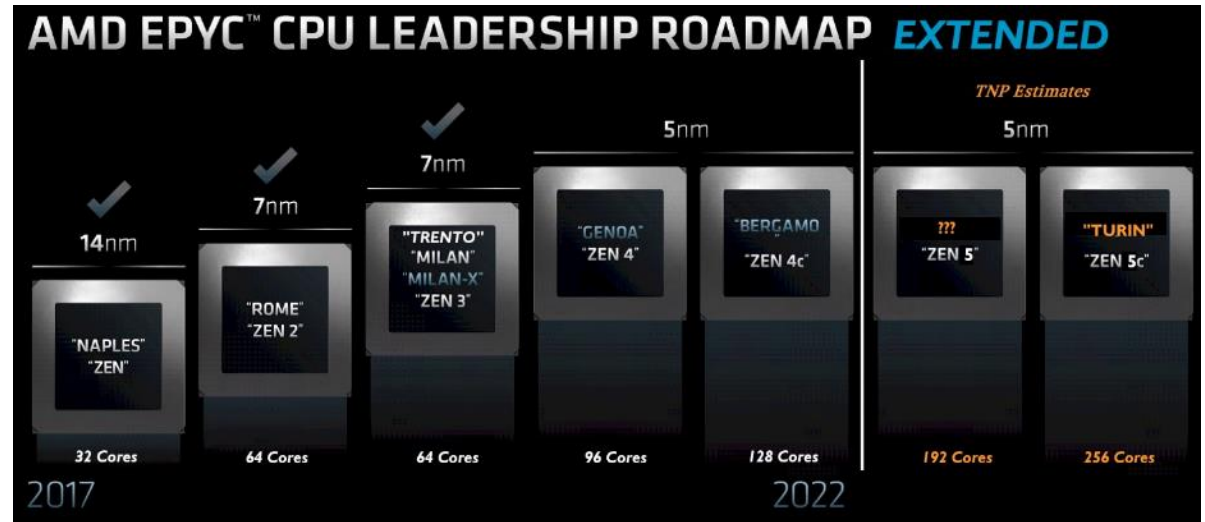 AMD EPYC™ CPU LEADERSHIP ROADMAP EXTENDED
TNP Estimates
14nm
7nm
7nm
5nm
5nm
"NAPLES"
"ZEN"
"ROME"
"ZEN 2"
"TRENTO"
"MILAN"
"MILAN-X"
"ZEN 3"
"GENOA"
"ZEN 4"
"BERGAMO
"
"ZEN 4c"
???
"ZEN 5"
"TURIN"
"ZEN 5c"
32 Cores
64 Cores
64 Cores
96 Cores
128 Cores
192 Cores
256 Cores
2017
2022